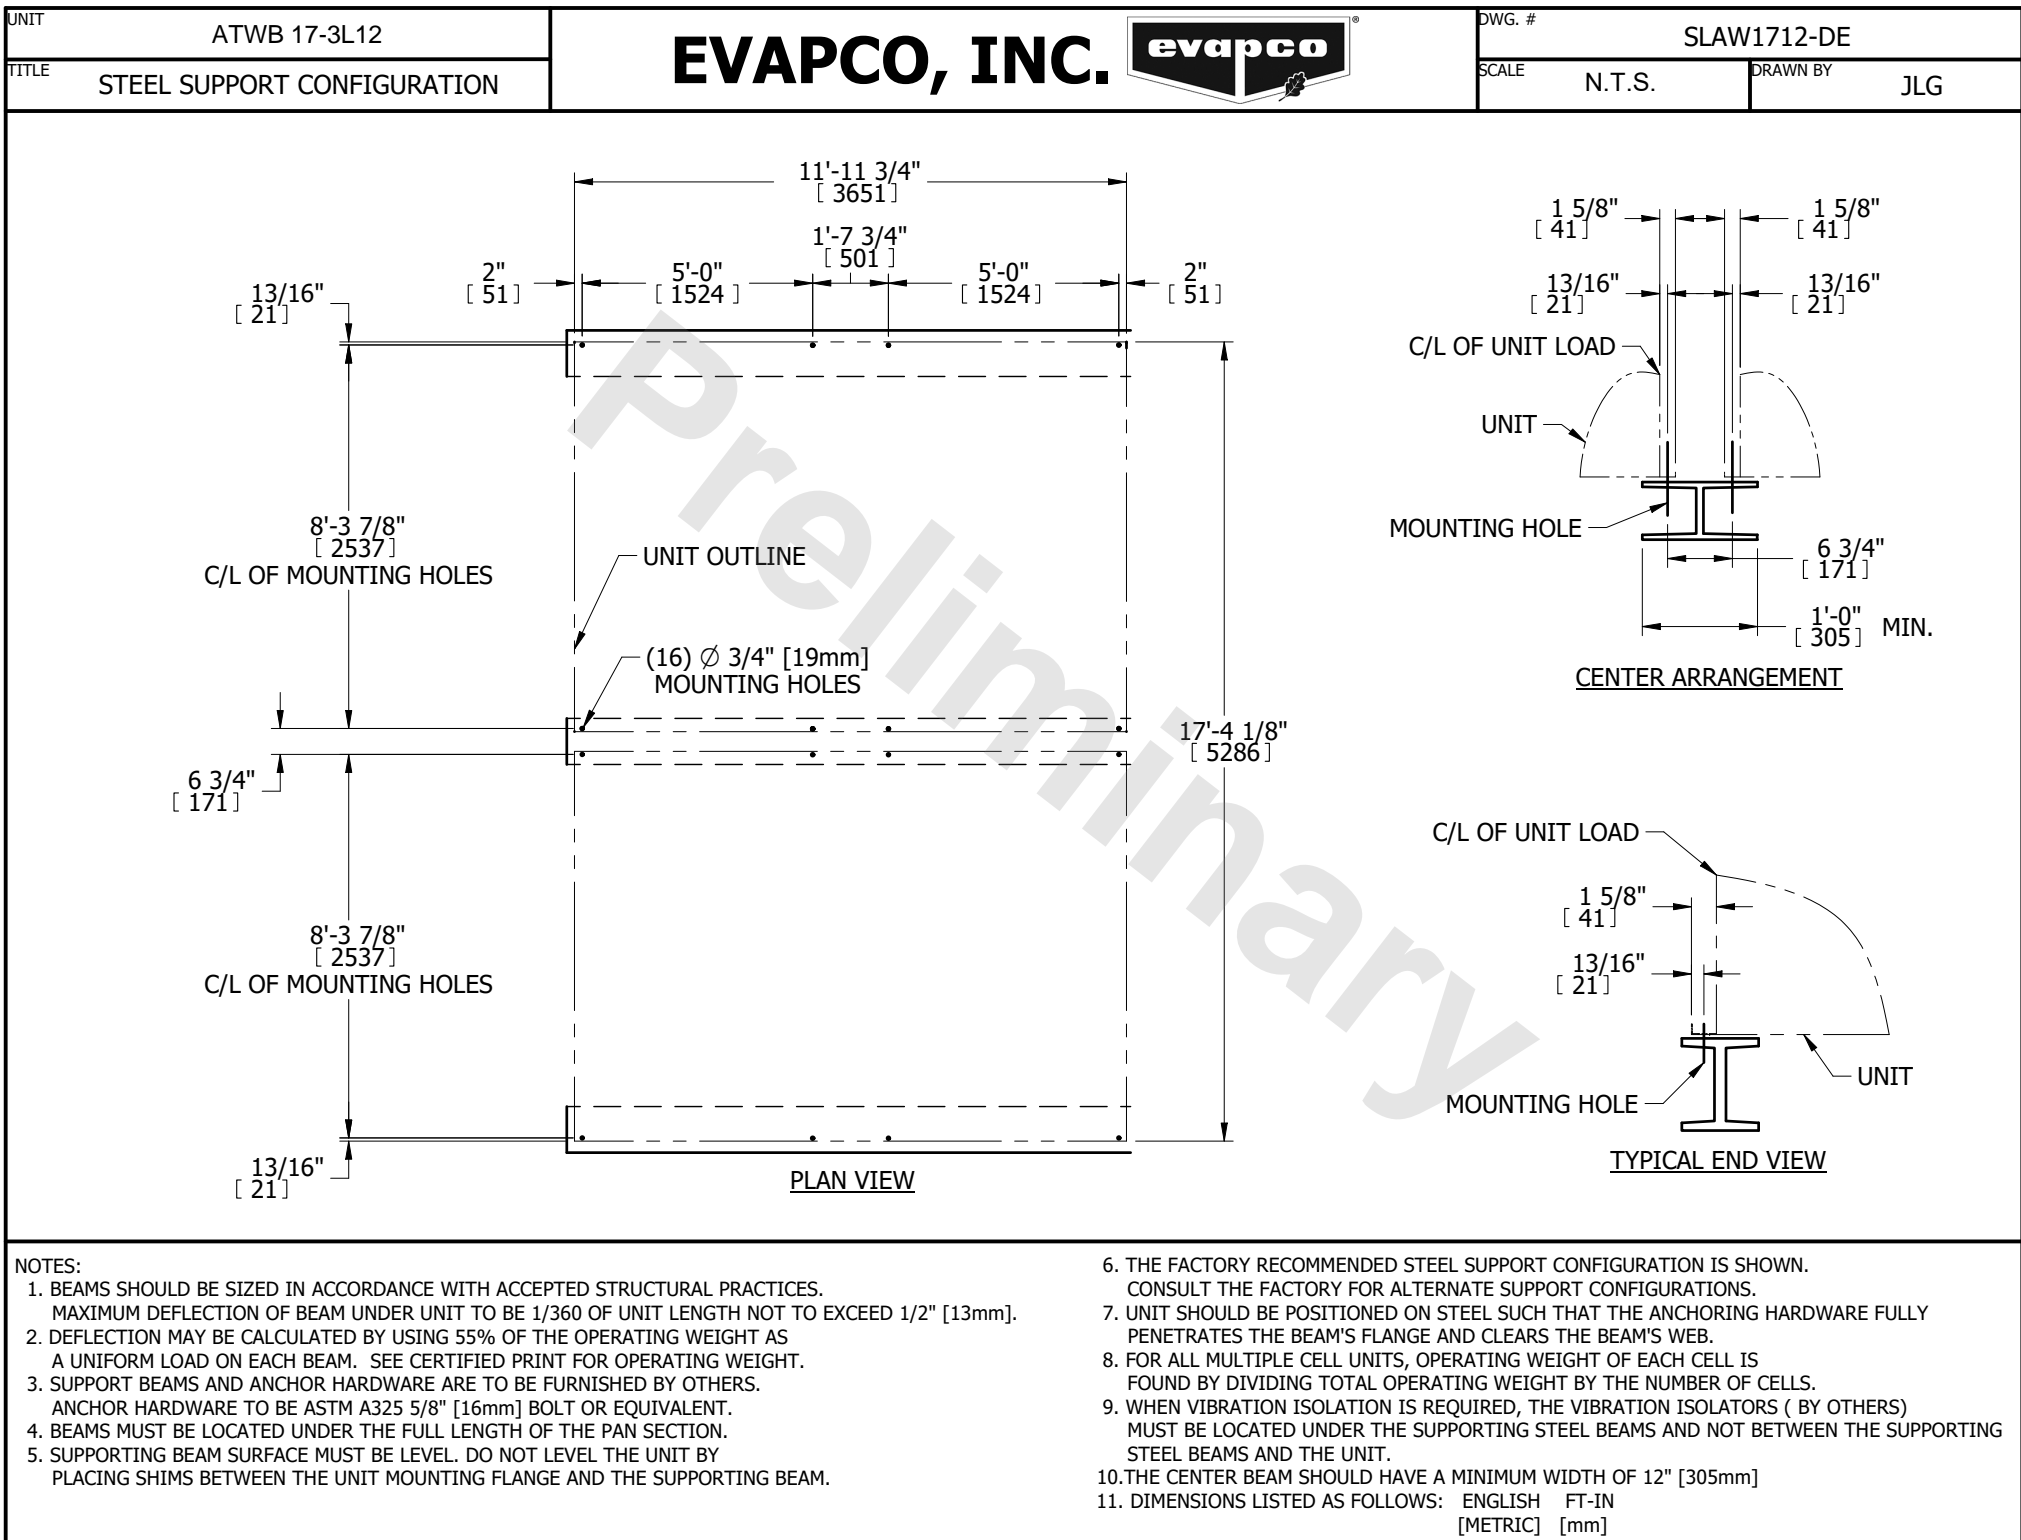 UNIT
ATWB 17-3L12
TITLE
STEEL SUPPORT CONFIGURATION
EVAPCO, INC.
evapco
®
DWG. #
SLAW1712-DE
SCALE
N.T.S.
DRAWN BY
JLG
11'-11 3/4"
[ 3651]
1'-7 3/4"
[ 501 ]
2"
[ 51]
5'-0"
[ 1524 ]
5'-0"
[ 1524]
2"
[ 51]
13/16"
[ 21]
8'-3 7/8"
[ 2537]
C/L OF MOUNTING HOLES
UNIT OUTLINE
(16) Ø 3/4" [19mm]
MOUNTING HOLES
6 3/4"
[ 171]
17'-4 1/8"
[ 5286]
8'-3 7/8"
[ 2537]
C/L OF MOUNTING HOLES
13/16"
[ 21]
PLAN VIEW
Preliminary
1 5/8"
[ 41]
1 5/8"
[ 41]
13/16"
[ 21]
13/16"
[ 21]
C/L OF UNIT LOAD
UNIT
MOUNTING HOLE
6 3/4"
[ 171]
1'-0"
[ 305]
MIN.
CENTER ARRANGEMENT
C/L OF UNIT LOAD
1 5/8"
[ 41]
13/16"
[ 21]
UNIT
MOUNTING HOLE
TYPICAL END VIEW
NOTES:
1. BEAMS SHOULD BE SIZED IN ACCORDANCE WITH ACCEPTED STRUCTURAL PRACTICES.
MAXIMUM DEFLECTION OF BEAM UNDER UNIT TO BE 1/360 OF UNIT LENGTH NOT TO EXCEED 1/2" [13mm].
2. DEFLECTION MAY BE CALCULATED BY USING 55% OF THE OPERATING WEIGHT AS
A UNIFORM LOAD ON EACH BEAM. SEE CERTIFIED PRINT FOR OPERATING WEIGHT.
3. SUPPORT BEAMS AND ANCHOR HARDWARE ARE TO BE FURNISHED BY OTHERS.
ANCHOR HARDWARE TO BE ASTM A325 5/8" [16mm] BOLT OR EQUIVALENT.
4. BEAMS MUST BE LOCATED UNDER THE FULL LENGTH OF THE PAN SECTION.
5. SUPPORTING BEAM SURFACE MUST BE LEVEL. DO NOT LEVEL THE UNIT BY
PLACING SHIMS BETWEEN THE UNIT MOUNTING FLANGE AND THE SUPPORTING BEAM.
6. THE FACTORY RECOMMENDED STEEL SUPPORT CONFIGURATION IS SHOWN.
CONSULT THE FACTORY FOR ALTERNATE SUPPORT CONFIGURATIONS.
7. UNIT SHOULD BE POSITIONED ON STEEL SUCH THAT THE ANCHORING HARDWARE FULLY
PENETRATES THE BEAM'S FLANGE AND CLEARS THE BEAM'S WEB.
8. FOR ALL MULTIPLE CELL UNITS, OPERATING WEIGHT OF EACH CELL IS
FOUND BY DIVIDING TOTAL OPERATING WEIGHT BY THE NUMBER OF CELLS.
9. WHEN VIBRATION ISOLATION IS REQUIRED, THE VIBRATION ISOLATORS ( BY OTHERS)
MUST BE LOCATED UNDER THE SUPPORTING STEEL BEAMS AND NOT BETWEEN THE SUPPORTING
STEEL BEAMS AND THE UNIT.
10.THE CENTER BEAM SHOULD HAVE A MINIMUM WIDTH OF 12" [305mm]
11. DIMENSIONS LISTED AS FOLLOWS: ENGLISH FT-IN
[METRIC] [mm]